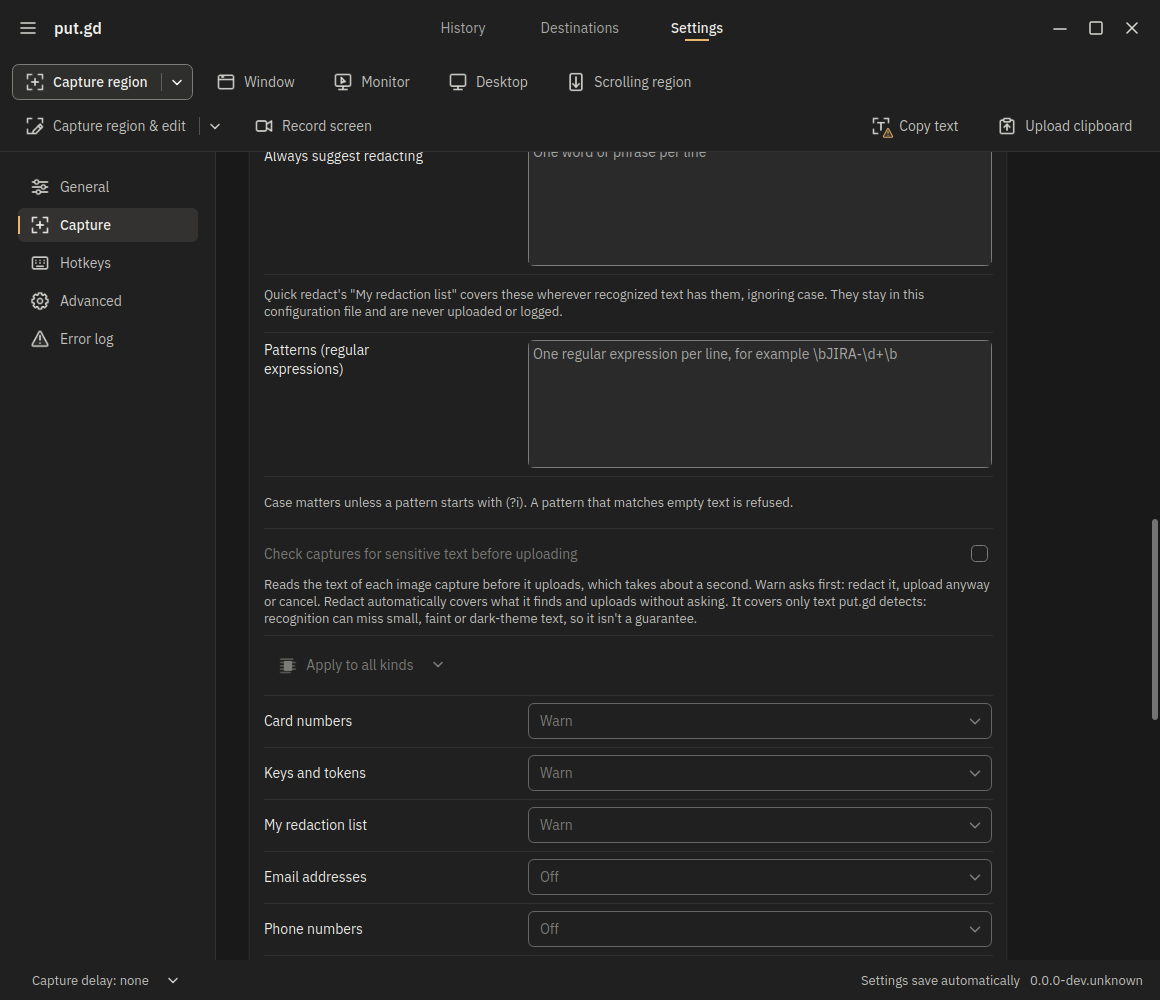 put.gd
History
Destinations
Settings
Capture region
Window
Monitor
Desktop
Scrolling region
Capture region & edit
Record screen
Copy text
Upload clipboard
General
Capture
Hotkeys
Advanced
Error log
Always suggest redacting
One word or phrase per line
Quick redact's "My redaction list" covers these wherever recognized text has them, ignoring case. They stay in this
configuration file and are never uploaded or logged.
Patterns (regular
expressions)
One regular expression per line, for example \bJIRA-\d+\b
Case matters unless a pattern starts with (?i). A pattern that matches empty text is refused.
Check captures for sensitive text before uploading
Reads the text of each image capture before it uploads, which takes about a second. Warn asks first: redact it, upload anyway
or cancel. Redact automatically covers what it finds and uploads without asking. It covers only text put.gd detects:
recognition can miss small, faint or dark-theme text, so it isn't a guarantee.
Apply to all kinds
Card numbers
Warn
Keys and tokens
Warn
My redaction list
Warn
Email addresses
Off
Phone numbers
Off
Capture delay: none
Settings save automatically
0.0.0-dev.unknown